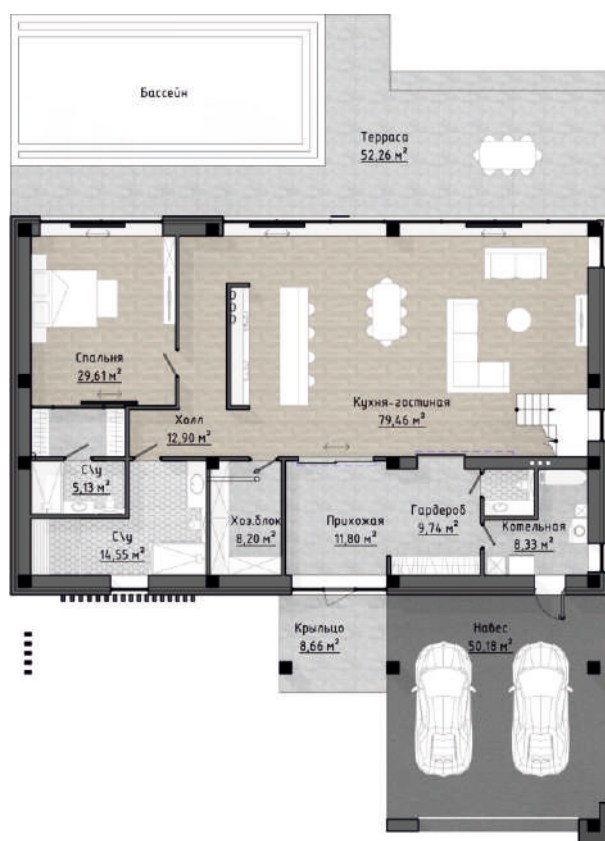 Бассейн
Терраса
52,26 м²
Спальня
29,61 м²
Кухня-гостиная
79,46 м²
Холл
12,90 м²
С\у
5,13 м²
С\у
14,55 м²
Хоз.блок
8,20 м²
Прихожая
11,80 м²
Гардероб
9,74 м²
Котельная
8,33 м²
Крыльцо
8,66 м²
Навес
50,18 м²